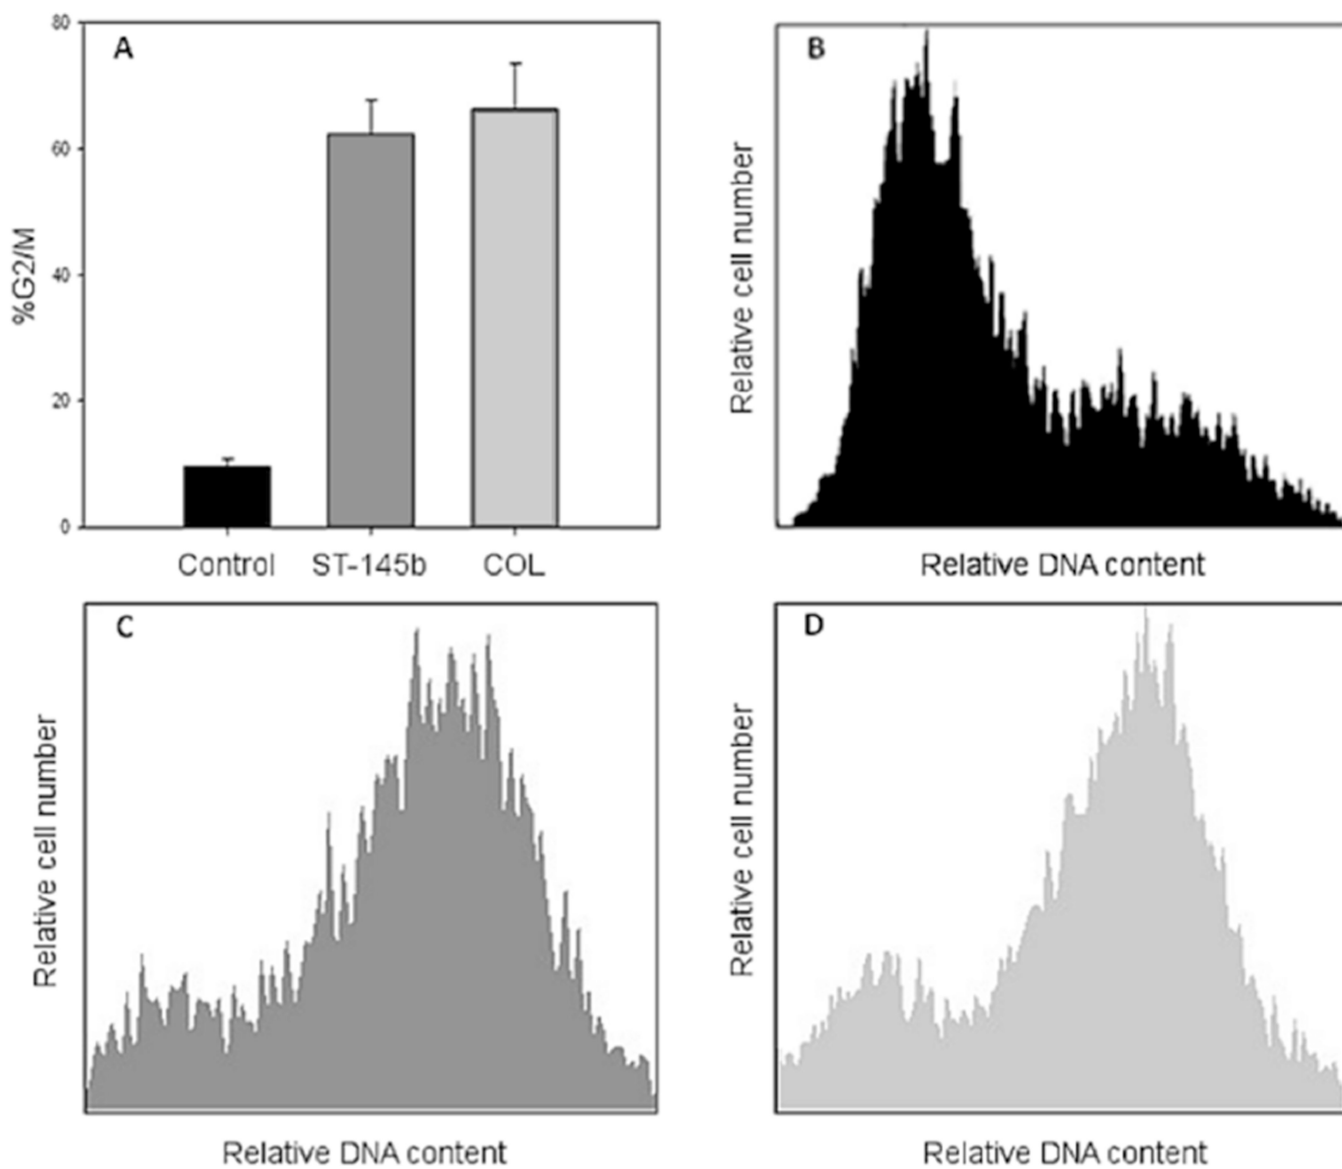 A
80
60
40
20
0
%G2/M
Control ST-145b COL
B
Relative cell number
Relative DNA content
C
Relative cell number
Relative DNA content
D
Relative cell number
Relative DNA content